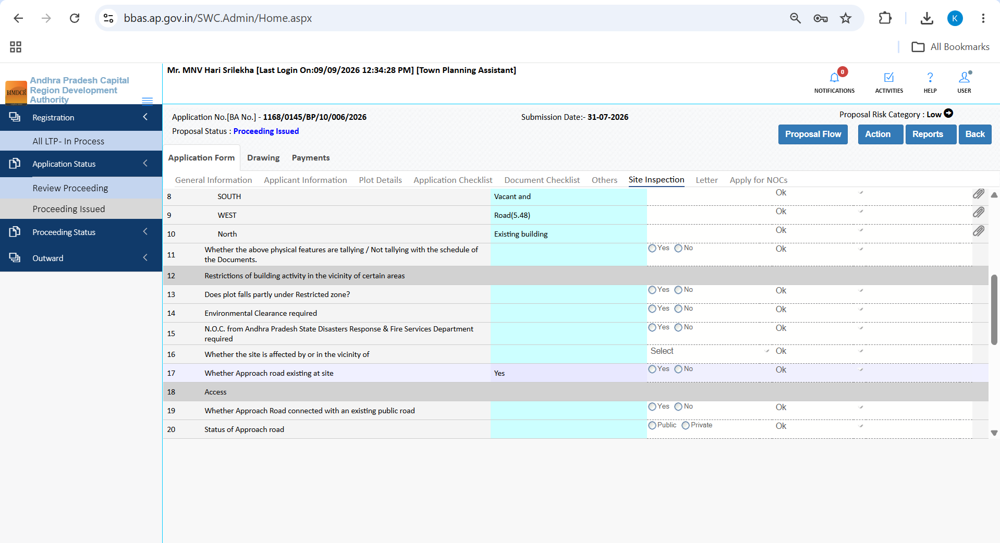 bbas.ap.gov.in/SWC.Admin/Home.aspx
K
All Bookmarks
BIMDCR
Andhra Pradesh Capital
Region Development
Authority
Mr. MNV Hari Srilekha [Last Login On:09/09/2026 12:34:28 PM] [Town Planning Assistant]
0
NOTIFICATIONS
ACTIVITIES
HELP
USER
Registration
All LTP- In Process
Application Status
Review Proceeding
Proceeding Issued
Proceeding Status
Outward
Application No.[BA No.] - 1168/0145/BP/10/006/2026
Submission Date:- 31-07-2026
Proposal Risk Category : Low
Proposal Status : Proceeding Issued
Proposal Flow
Action
Reports
Back
Application Form
Drawing
Payments
General Information
Applicant Information
Plot Details
Application Checklist
Document Checklist
Others
Site Inspection
Letter
Apply for NOCs
8 SOUTH Vacant and Ok
9 WEST Road(5.48) Ok
10 North Existing building Ok
11 Whether the above physical features are tallying / Not tallying with the schedule of
the Documents. Yes No Ok
12 Restrictions of building activity in the vicinity of certain areas
13 Does plot falls partly under Restricted zone? Yes No Ok
14 Environmental Clearance required Yes No Ok
15 N.O.C. from Andhra Pradesh State Disasters Response & Fire Services Department
required Yes No Ok
16 Whether the site is affected by or in the vicinity of Select Ok
17 Whether Approach road existing at site Yes Yes No Ok
18 Access
19 Whether Approach Road connected with an existing public road Yes No Ok
20 Status of Approach road Public Private Ok